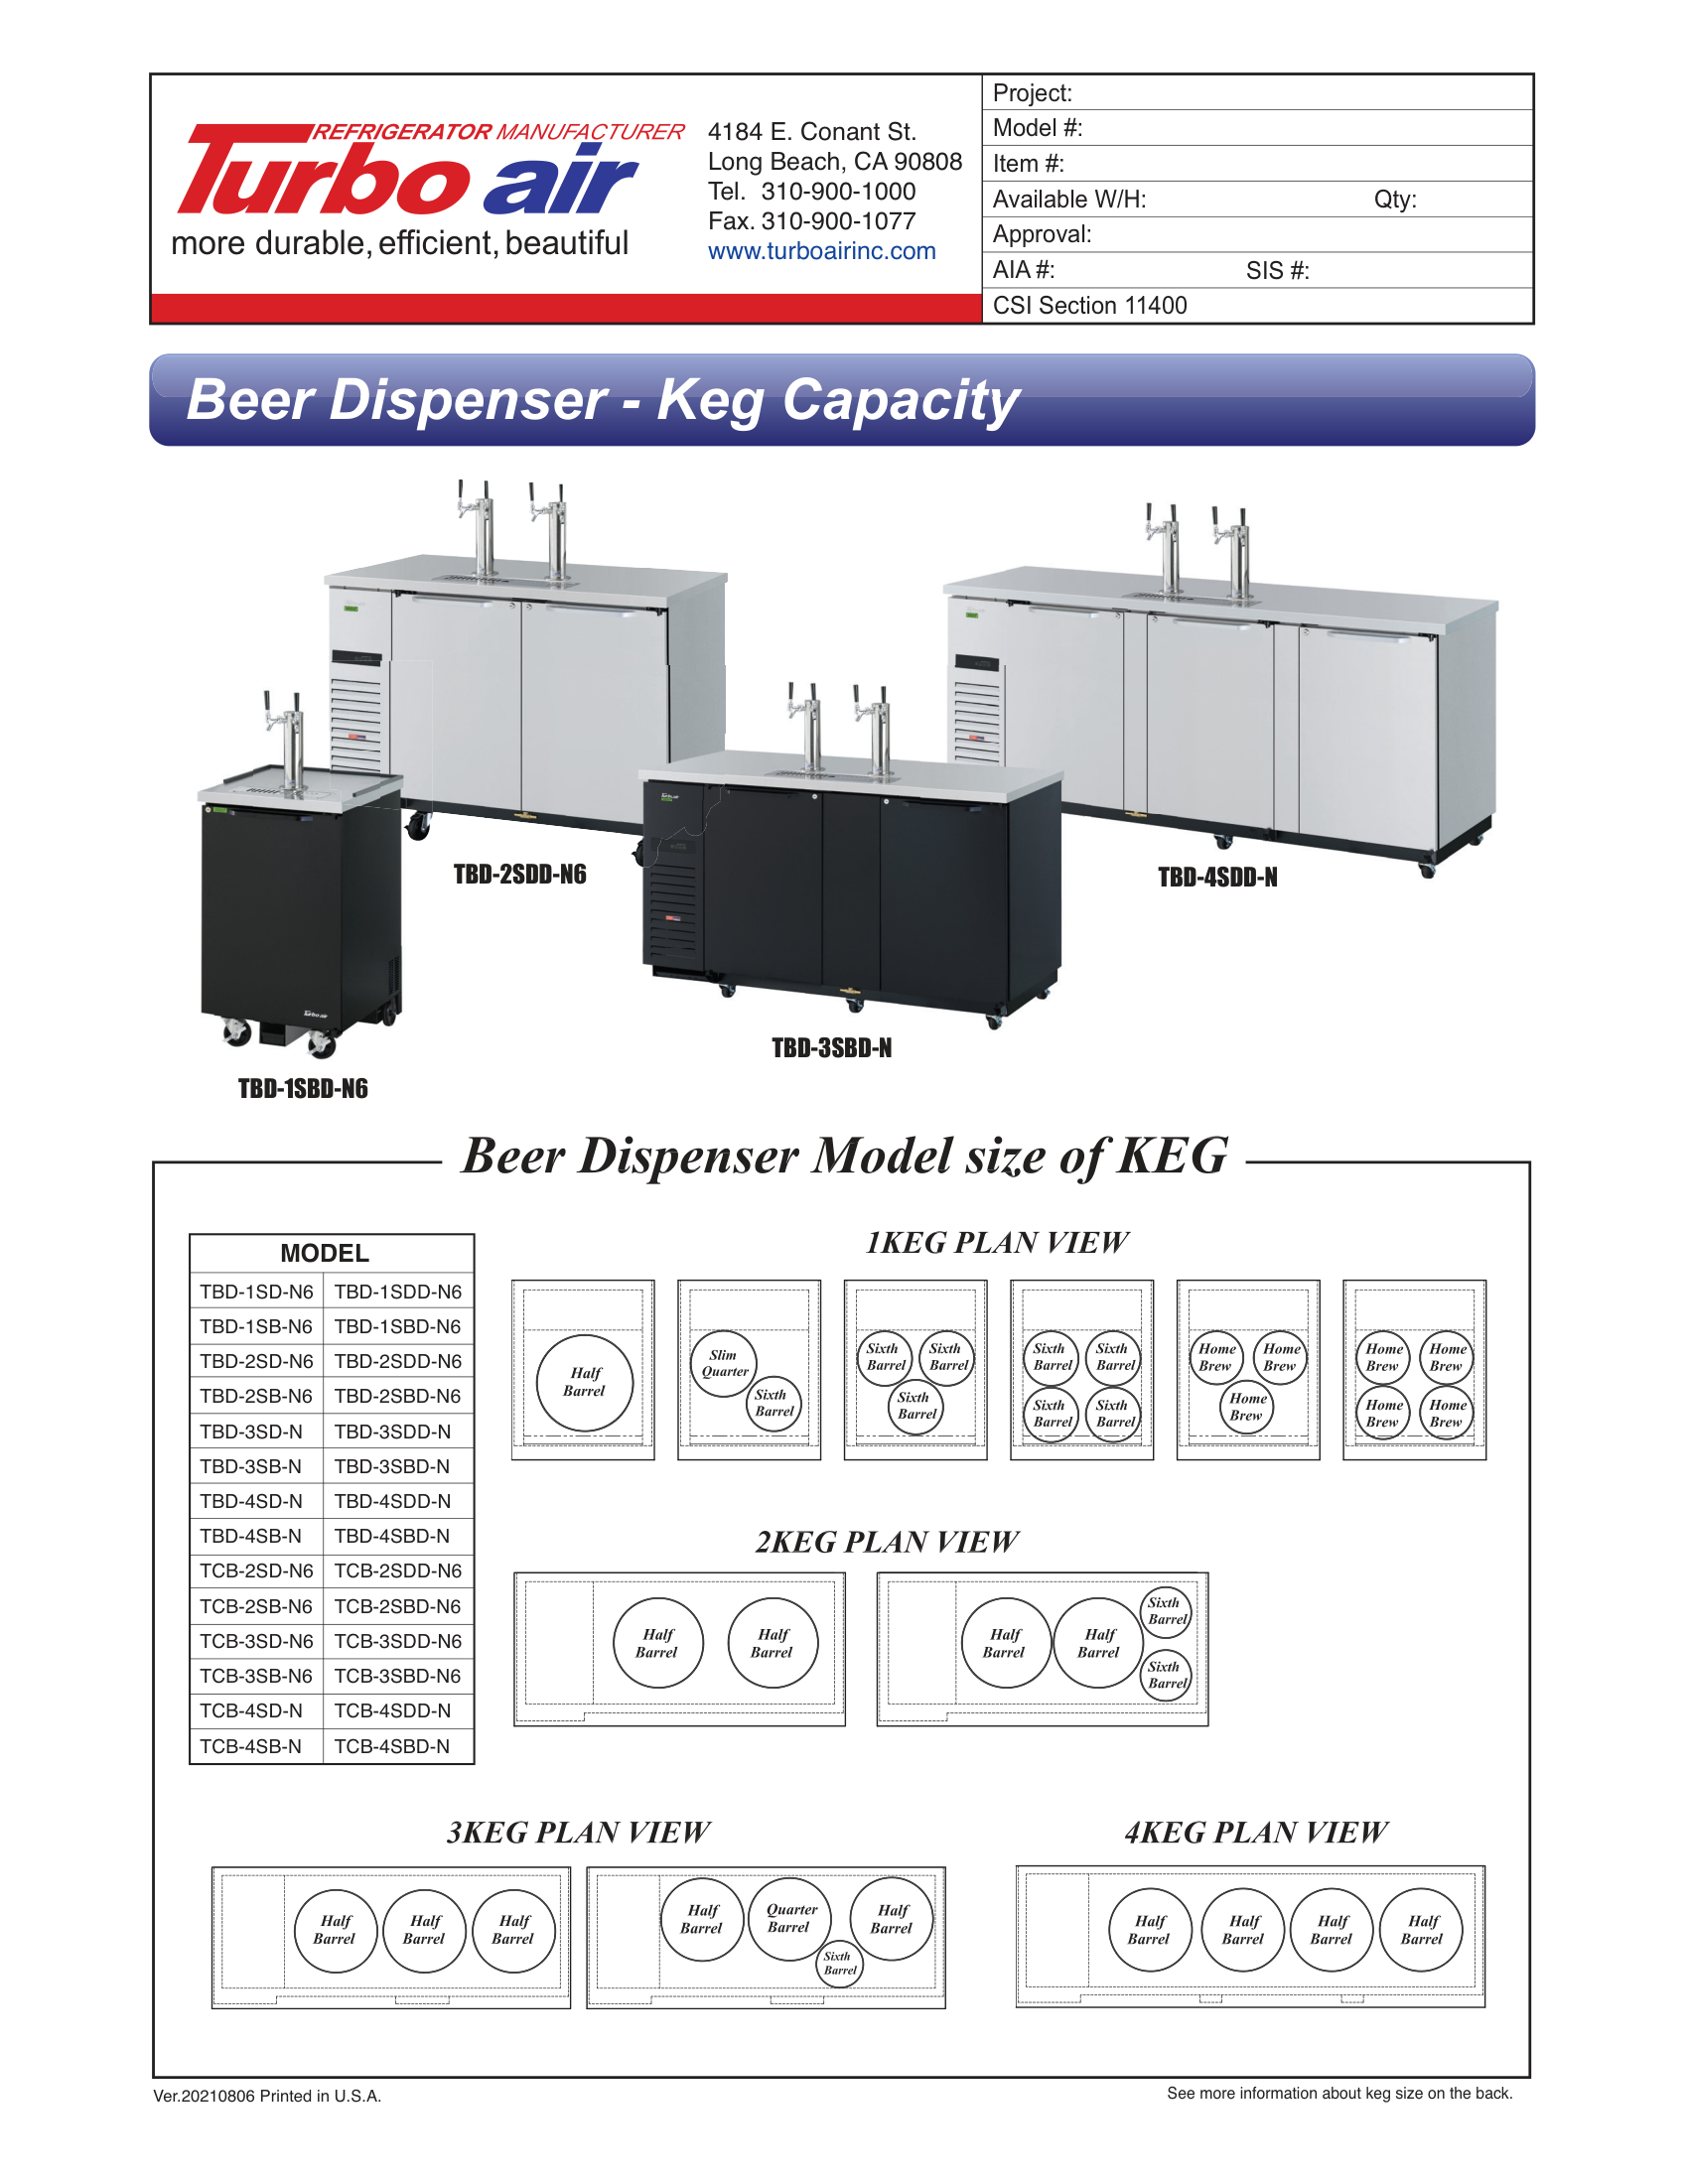 REFRIGERATOR MANUFACTURER
Turbo air
more durable, efficient, beautiful
4184 E. Conant St.
Long Beach, CA 90808
Tel. 310-900-1000
Fax. 310-900-1077
www.turboairinc.com
Project:
Model #:
Item #:
Available W/H: Qty:
Approval:
AIA #: SIS #:
CSI Section 11400
Beer Dispenser - Keg Capacity
TBD-2SDD-N6
TBD-4SDD-N
Turbo air
TBD-3SBD-N
TBD-1SBD-N6
Beer Dispenser Model size of KEG
MODEL
TBD-1SD-N6 TBD-1SDD-N6
TBD-1SB-N6 TBD-1SBD-N6
TBD-2SD-N6 TBD-2SDD-N6
TBD-2SB-N6 TBD-2SBD-N6
TBD-3SD-N TBD-3SDD-N
TBD-3SB-N TBD-3SBD-N
TBD-4SD-N TBD-4SDD-N
TBD-4SB-N TBD-4SBD-N
TCB-2SD-N6 TCB-2SDD-N6
TCB-2SB-N6 TCB-2SBD-N6
TCB-3SD-N6 TCB-3SDD-N6
TCB-3SB-N6 TCB-3SBD-N6
TCB-4SD-N TCB-4SDD-N
TCB-4SB-N TCB-4SBD-N
1KEG PLAN VIEW
Half
Barrel
Slim
Quarter
Sixth
Barrel
Sixth
Barrel
Sixth
Barrel
Sixth
Barrel
Sixth
Barrel
Sixth
Barrel
Sixth
Barrel
Sixth
Barrel
Home
Brew
Home
Brew
Home
Brew
Home
Brew
Home
Brew
Home
Brew
Home
Brew
2KEG PLAN VIEW
Half
Barrel
Half
Barrel
Half
Barrel
Half
Barrel
Sixth
Barrel
Sixth
Barrel
3KEG PLAN VIEW
Half
Barrel
Half
Barrel
Half
Barrel
Half
Barrel
Quarter
Barrel
Sixth
Barrel
Half
Barrel
4KEG PLAN VIEW
Half
Barrel
Half
Barrel
Half
Barrel
Half
Barrel
Ver.20210806 Printed in U.S.A.
See more information about keg size on the back.